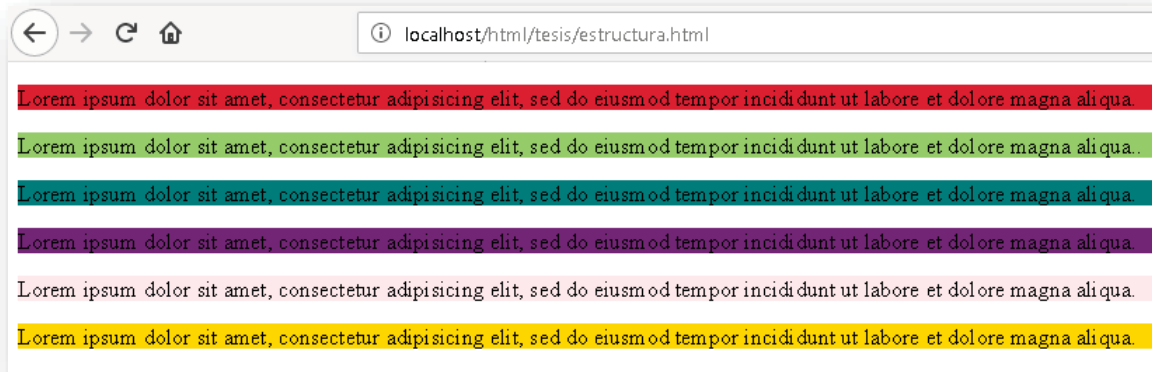 localhost/html/tesis/estructura.html
Lorem ipsum dolor sit amet, consectetur adipisicing elit, sed do eiusmod tempor incididunt ut labore et dolore magna aliqua.
Lorem ipsum dolor sit amet, consectetur adipisicing elit, sed do eiusmod tempor incididunt ut labore et dolore magna aliqua..
Lorem ipsum dolor sit amet, consectetur adipisicing elit, sed do eiusmod tempor incididunt ut labore et dolore magna aliqua.
Lorem ipsum dolor sit amet, consectetur adipisicing elit, sed do eiusmod tempor incididunt ut labore et dolore magna aliqua.
Lorem ipsum dolor sit amet, consectetur adipisicing elit, sed do eiusmod tempor incididunt ut labore et dolore magna aliqua.
Lorem ipsum dolor sit amet, consectetur adipisicing elit, sed do eiusmod tempor incididunt ut labore et dolore magna aliqua.